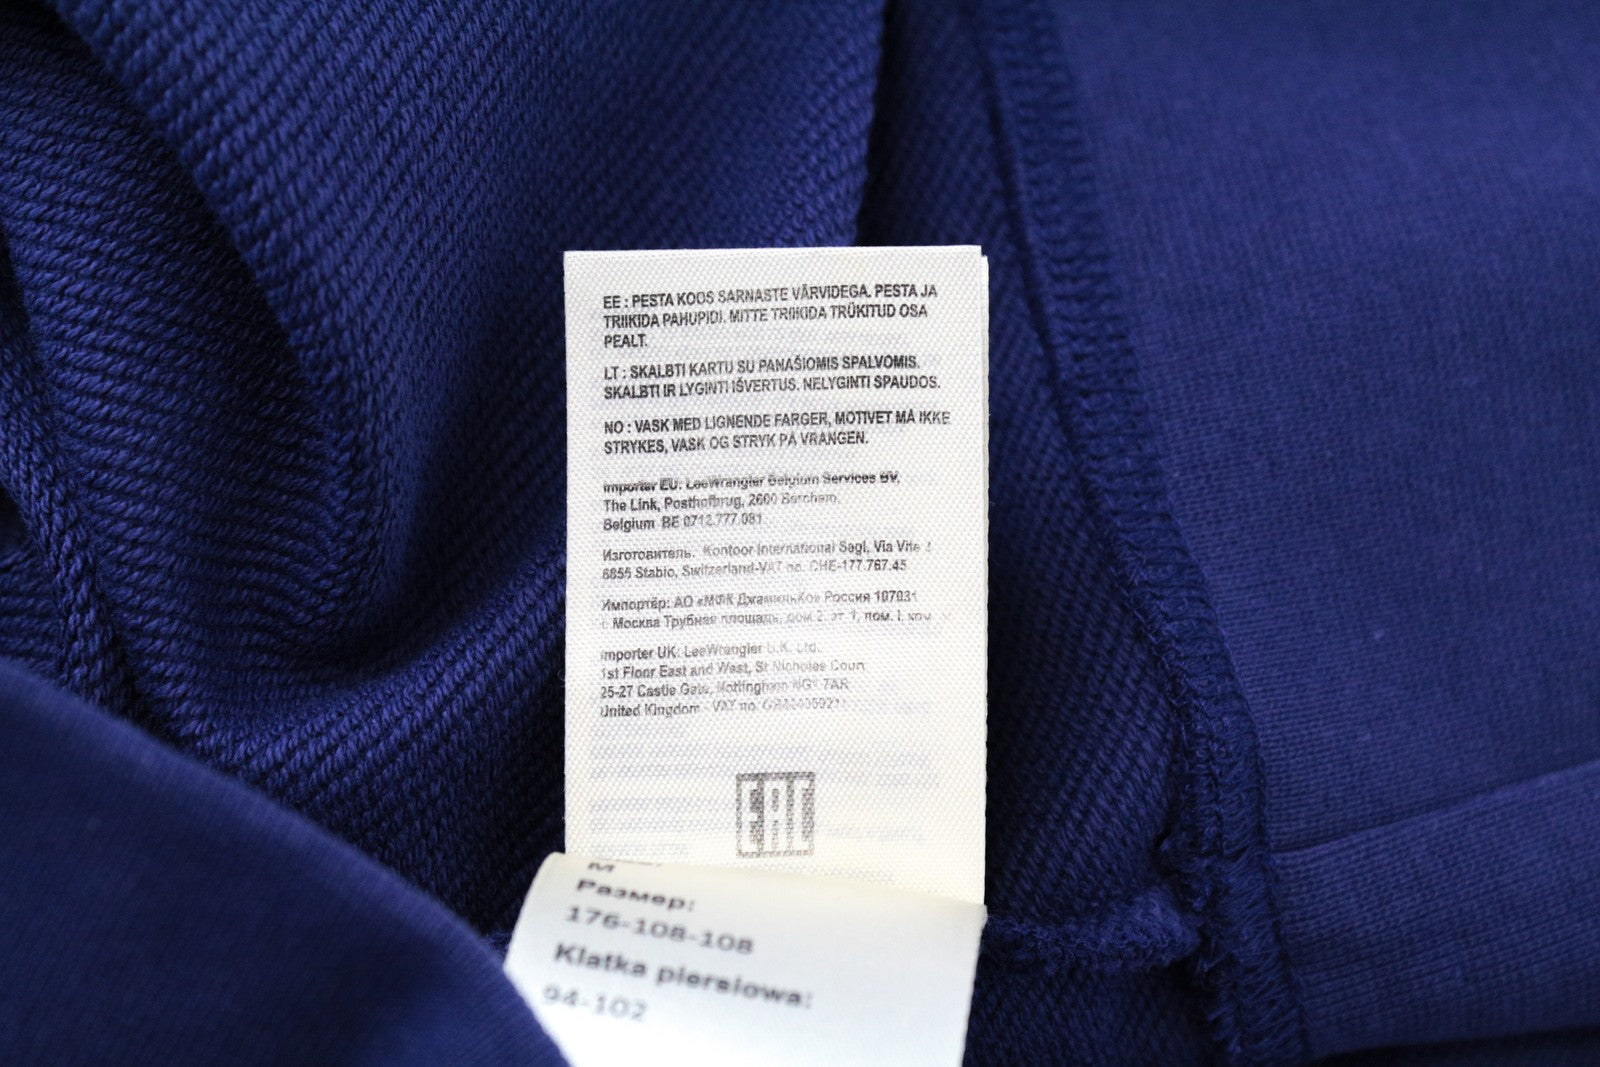 EE : PESTA KOOS SARNASTE VÄRVIDEGA. PESTA JA
TRIIKIDA PAHUPIDI. MITTE TRIIKIDA TRÜKITUD OSA
PEALT.
LT : SKALBTI KARTU SU PANAŠIOMIS SPALVOMIS.
SKALBTI IR LYGINTI IŠVERTUS. NELYGINTI SPAUDOS.
NO : VASK MED LIGNENDE FARGER, MOTIVET MÅ IKKE
STRYKES, VASK OG STRYK PÅ VRANGEN.
Importer EU: LeeWrangler Belgium Services BV,
The Link, Posthofbrug, 2600 Berchem,
Belgium BE 0712.777.081
Изготовитель. Kontoor International Sagl, Via Vite
6855 Stabio, Switzerland-VAT no. CHE-177.767.45
Импортёр: АО «МФК ДжамильКо» Россия 107031
г. Москва Трубная площадь, дом 2. эт. 1, пом. I, ком
Importer UK: LeeWrangler U.K. Ltd.
1st Floor East and West, St Nicholas Court
25-27 Castle Gate, Nottingham NG1 7AR
United Kingdom - VAT no.
EAC
M
Размер:
176-108-108
Klatka piersiowa:
94-102